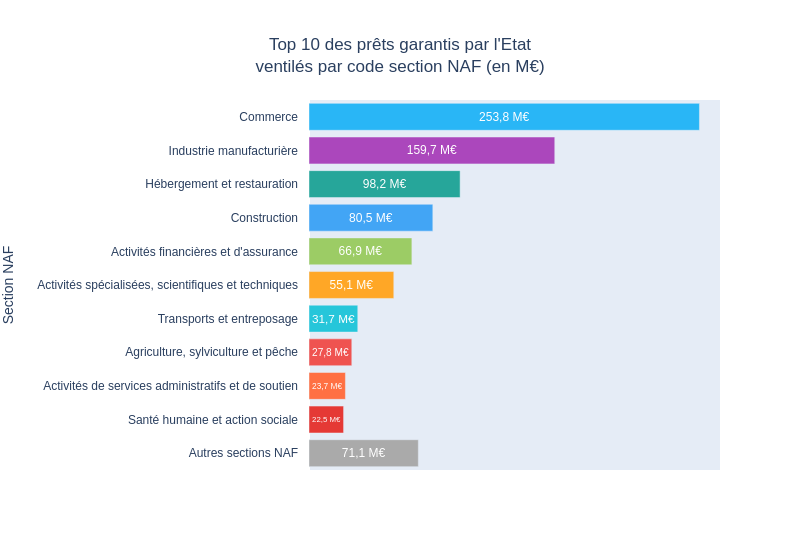 Top 10 des prêts garantis par l'Etat
ventilés par code section NAF (en M€)
Section NAF
Commerce 253,8 M€
Industrie manufacturière 159,7 M€
Hébergement et restauration 98,2 M€
Construction 80,5 M€
Activités financières et d'assurance 66,9 M€
Activités spécialisées, scientifiques et techniques 55,1 M€
Transports et entreposage 31,7 M€
Agriculture, sylviculture et pêche 27,8 M€
Activités de services administratifs et de soutien 23,7 M€
Santé humaine et action sociale 22,5 M€
Autres sections NAF 71,1 M€